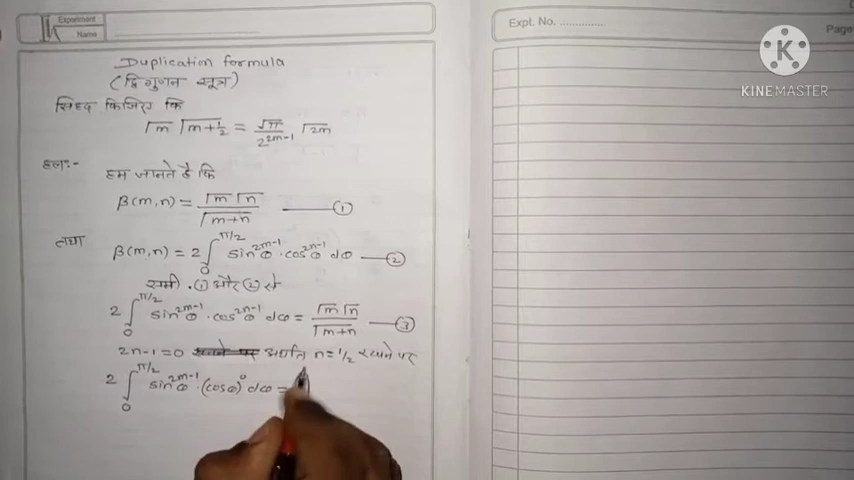 Experiment
Name
Expt. No. ..............
Page
KINEMASTER
Duplication formula
(द्विगुणन सूत्र)
सिद्द किजिए कि
Γm Γm+½ = √π / 2^(2m-1) Γ2m
हलः- हम जानते है कि
β(m,n) = Γm Γn / Γm+n —— ①
तथा β(m,n) = 2 ∫₀^(π/2) sin^(2m-1)θ · cos^(2n-1)θ dθ —— ②
समी. ① और ② से
2 ∫₀^(π/2) sin^(2m-1)θ · cos^(2n-1)θ dθ = Γm Γn / Γm+n —— ③
2n-1=0 अर्थात n=½ रखने पर
2 ∫₀^(π/2) sin^(2m-1)θ · (cosθ)^0 dθ =